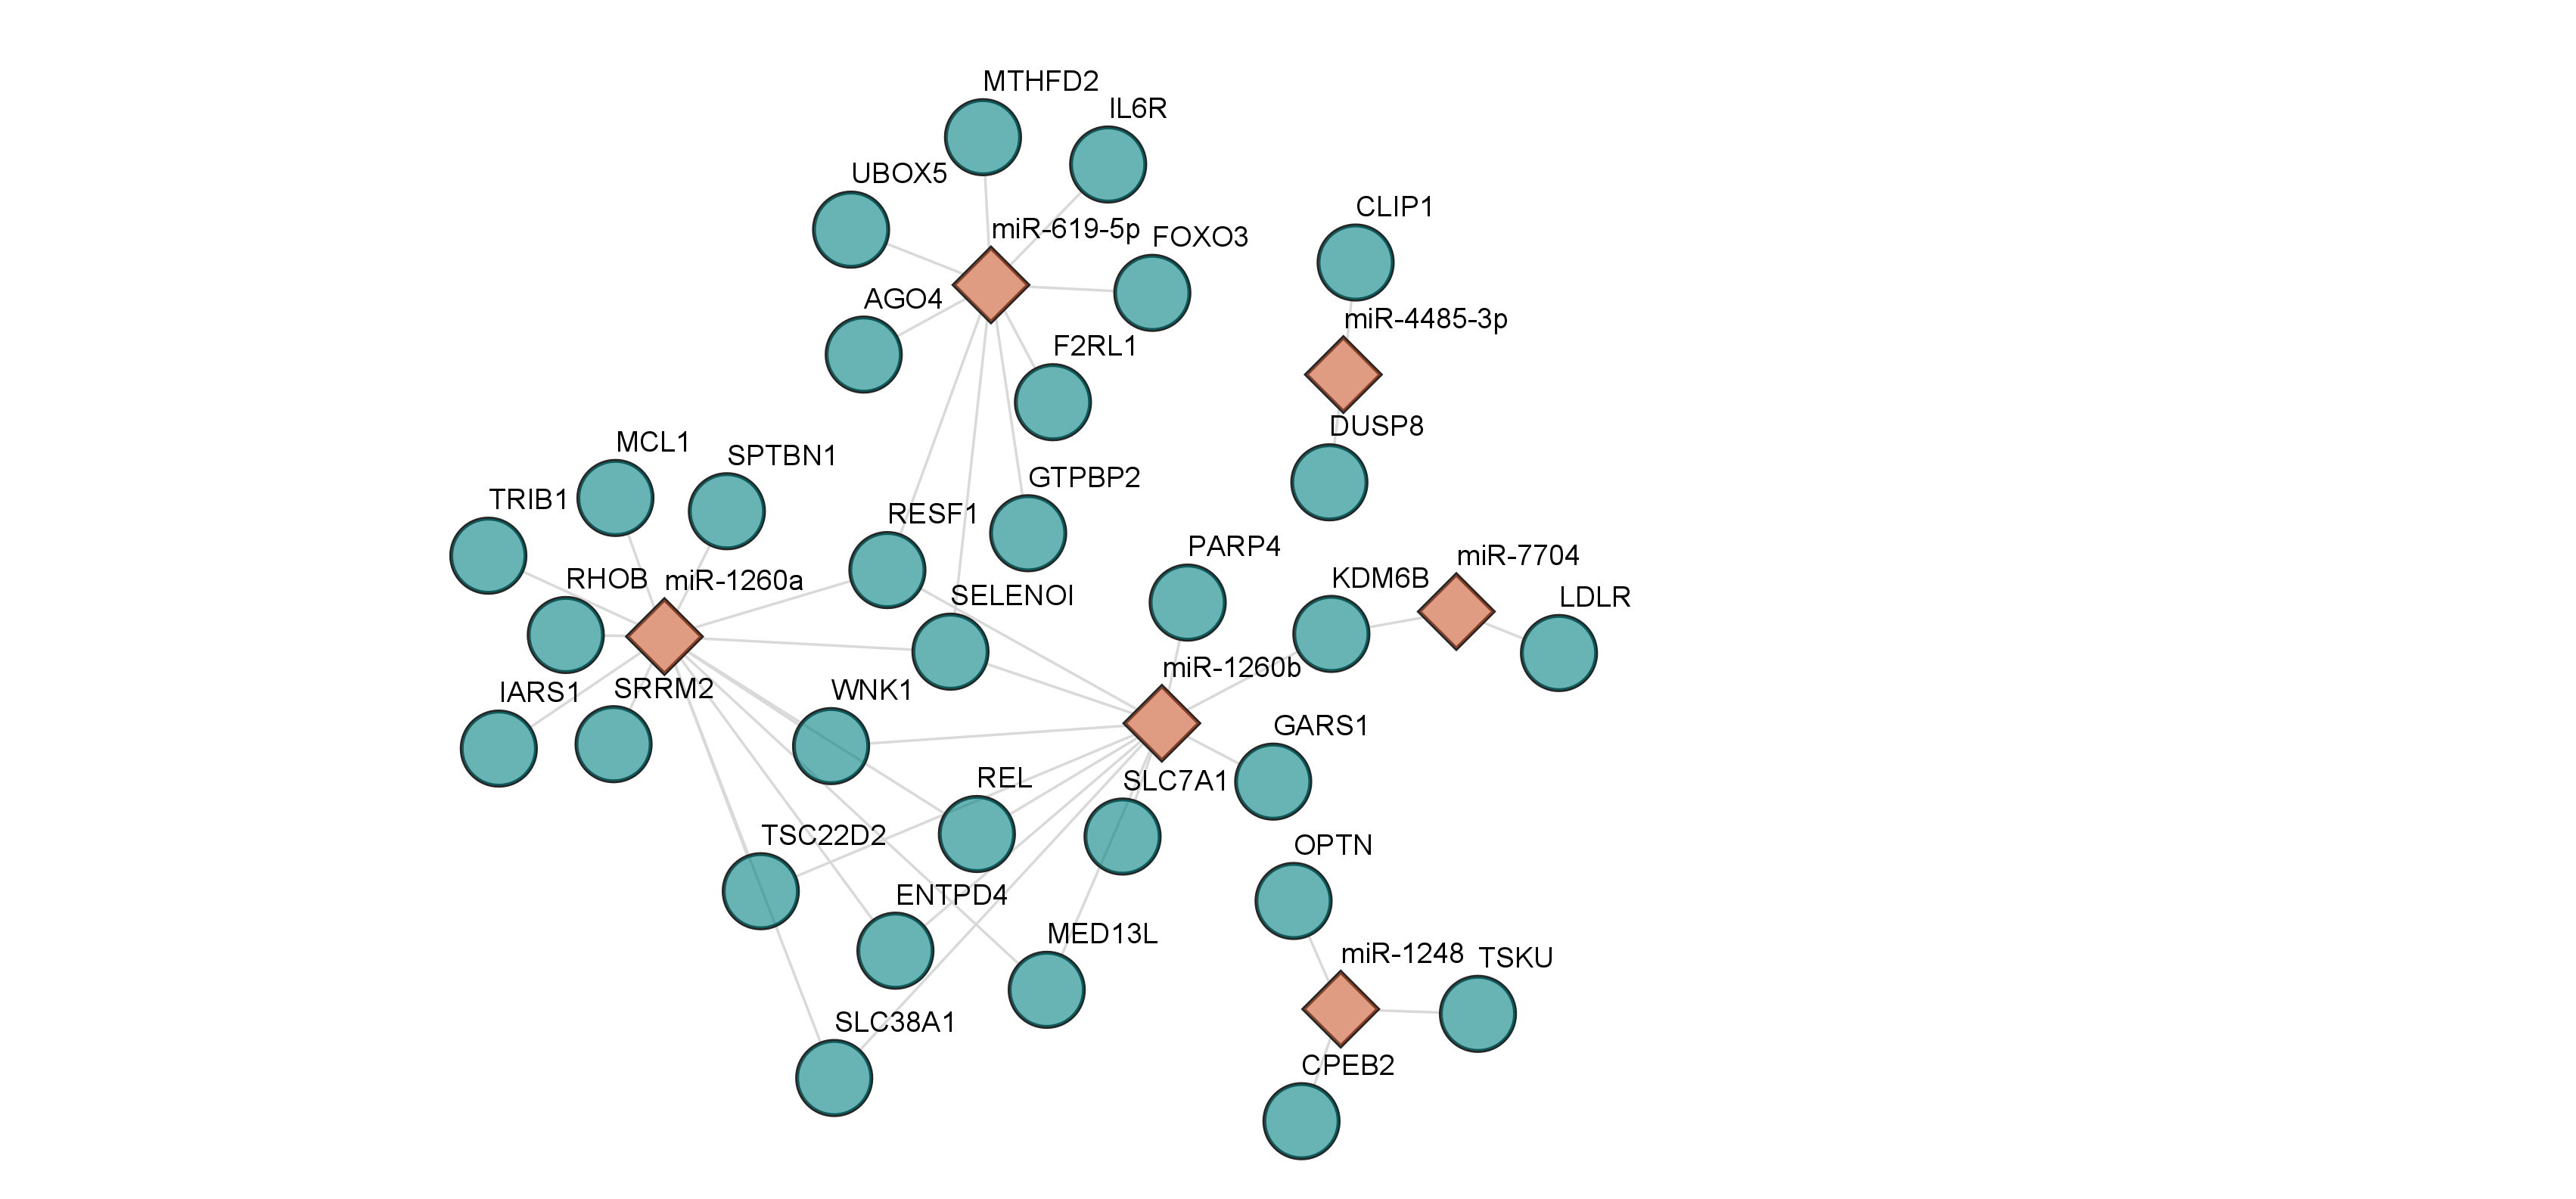 MTHFD2
IL6R
UBOX5
CLIP1
miR-619-5p
FOXO3
AGO4
miR-4485-3p
F2RL1
DUSP8
MCL1
SPTBN1
GTPBP2
TRIB1
RESF1
PARP4
miR-7704
RHOB
miR-1260a
KDM6B
SELENOI
LDLR
miR-1260b
IARS1
SRRM2
WNK1
GARS1
REL
SLC7A1
TSC22D2
OPTN
ENTPD4
MED13L
miR-1248
TSKU
SLC38A1
CPEB2